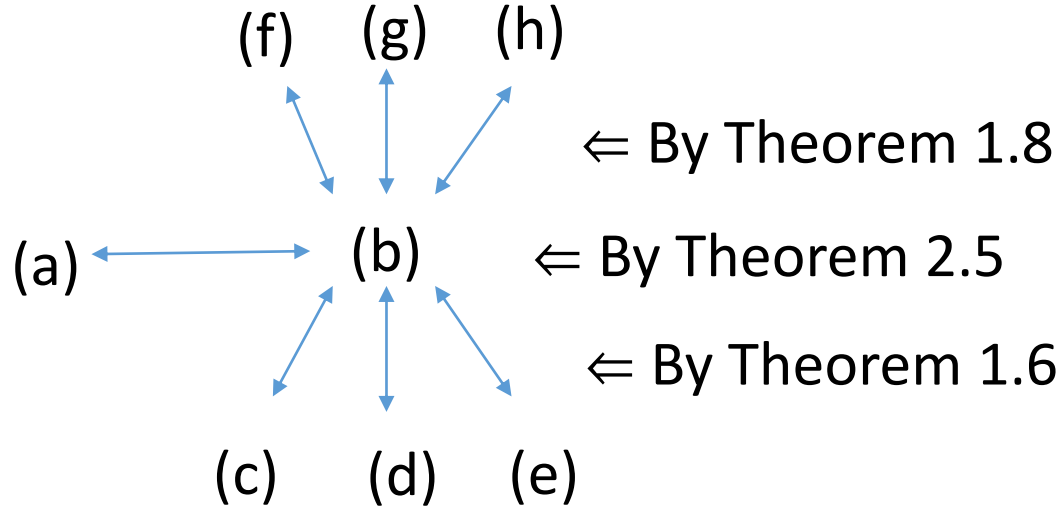 (f) (g) (h)
⇐ By Theorem 1.8
(a) (b) ⇐ By Theorem 2.5
⇐ By Theorem 1.6
(c) (d) (e)